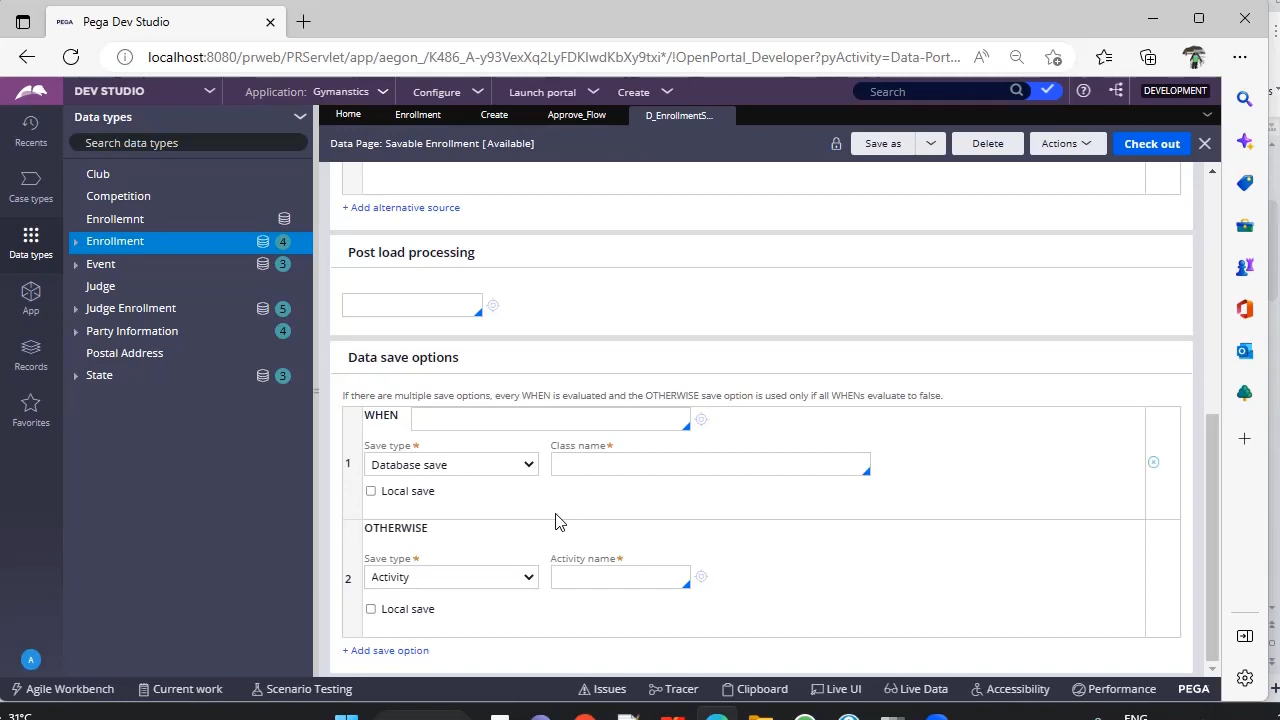 PEGA Pega Dev Studio
localhost:8080/prweb/PRServlet/app/aegon_/K486_A-y93VexXq2LyFDKlwdKbXy9txi*/!OpenPortal_Developer?pyActivity=Data-Port...
DEV STUDIO
Application: Gymanstics
Configure
Launch portal
Create
Search
DEVELOPMENT
Recents
Case types
Data types
App
Records
Favorites
A
Data types
Search data types
Club
Competition
Enrollemnt
Enrollment 4
Event 3
Judge
Judge Enrollment 5
Party Information 4
Postal Address
State 3
Home Enrollment Create Approve_Flow D_EnrollmentS...
Data Page: Savable Enrollment [Available]
Save as Delete Actions Check out
+ Add alternative source
Post load processing
Data save options
If there are multiple save options, every WHEN is evaluated and the OTHERWISE save option is used only if all WHENs evaluate to false.
WHEN
Save type * Class name *
1 Database save
Local save
OTHERWISE
Save type * Activity name *
2 Activity
Local save
+ Add save option
Agile Workbench Current work Scenario Testing Issues Tracer Clipboard Live UI Live Data Accessibility Performance PEGA
31°C ENG